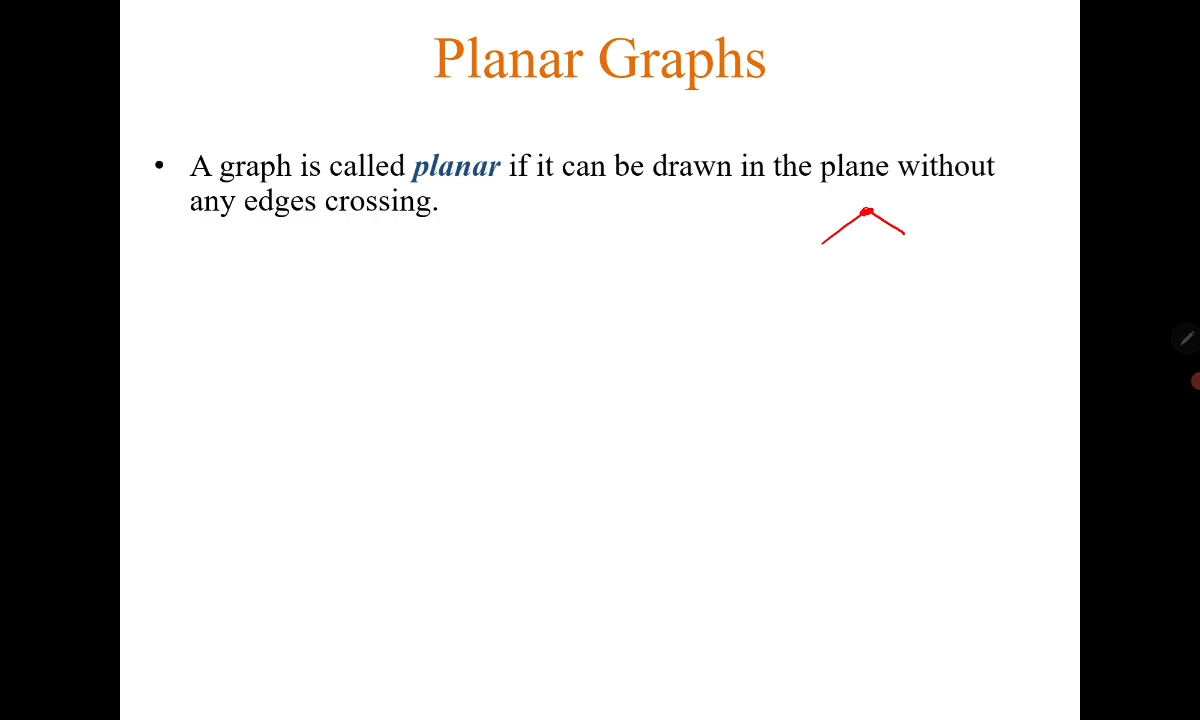 Planar Graphs
• A graph is called planar if it can be drawn in the plane without
any edges crossing.